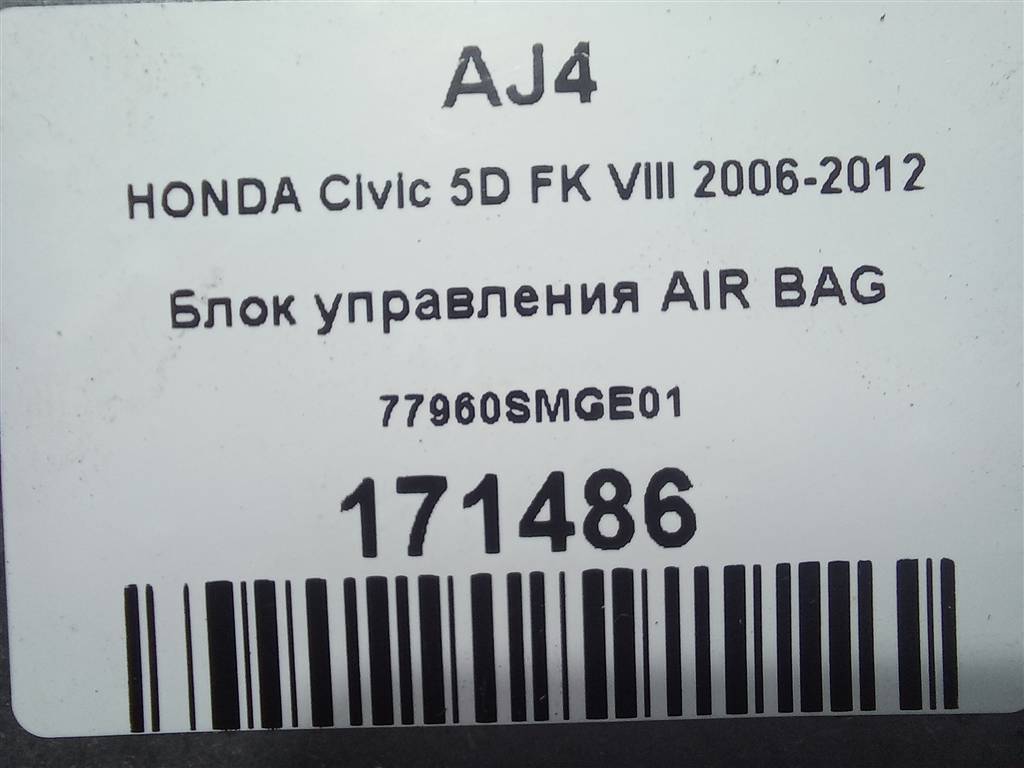 AJ4
HONDA Civic 5D FK VIII 2006-2012
Блок управления AIR BAG
77960SMGE01
171486